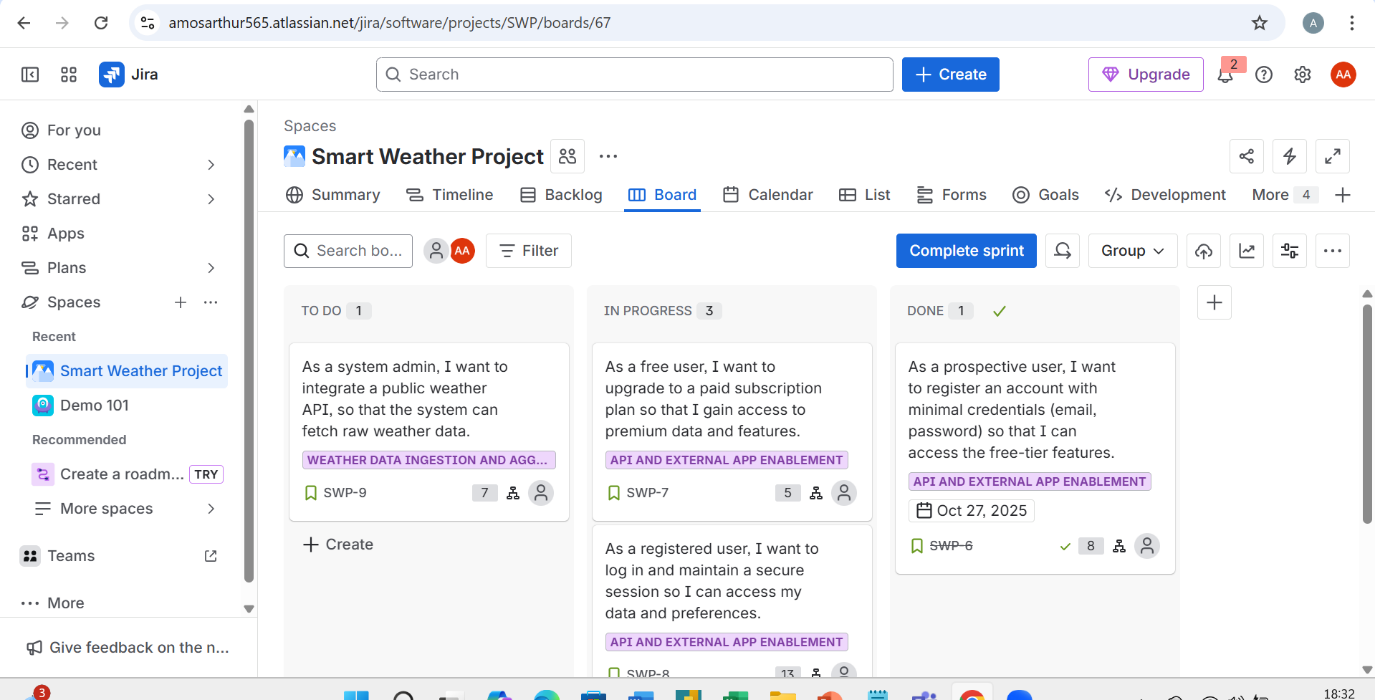 amosarthur565.atlassian.net/jira/software/projects/SWP/boards/67
A
Jira
Search
Create
Upgrade
2
AA
For you
Recent
Starred
Apps
Plans
Spaces
Recent
Smart Weather Project
Demo 101
Recommended
Create a roadm... TRY
More spaces
Teams
More
Give feedback on the n...
Spaces
Smart Weather Project
Summary
Timeline
Backlog
Board
Calendar
List
Forms
Goals
Development
More 4
Search bo...
AA
Filter
Complete sprint
Group
TO DO 1
As a system admin, I want to
integrate a public weather
API, so that the system can
fetch raw weather data.
WEATHER DATA INGESTION AND AGG...
SWP-9 7
Create
IN PROGRESS 3
As a free user, I want to
upgrade to a paid subscription
plan so that I gain access to
premium data and features.
API AND EXTERNAL APP ENABLEMENT
SWP-7 5
As a registered user, I want to
log in and maintain a secure
session so I can access my
data and preferences.
API AND EXTERNAL APP ENABLEMENT
SWP-8 13
DONE 1
As a prospective user, I want
to register an account with
minimal credentials (email,
password) so that I can
access the free-tier features.
API AND EXTERNAL APP ENABLEMENT
Oct 27, 2025
SWP-6 8
3
18:32